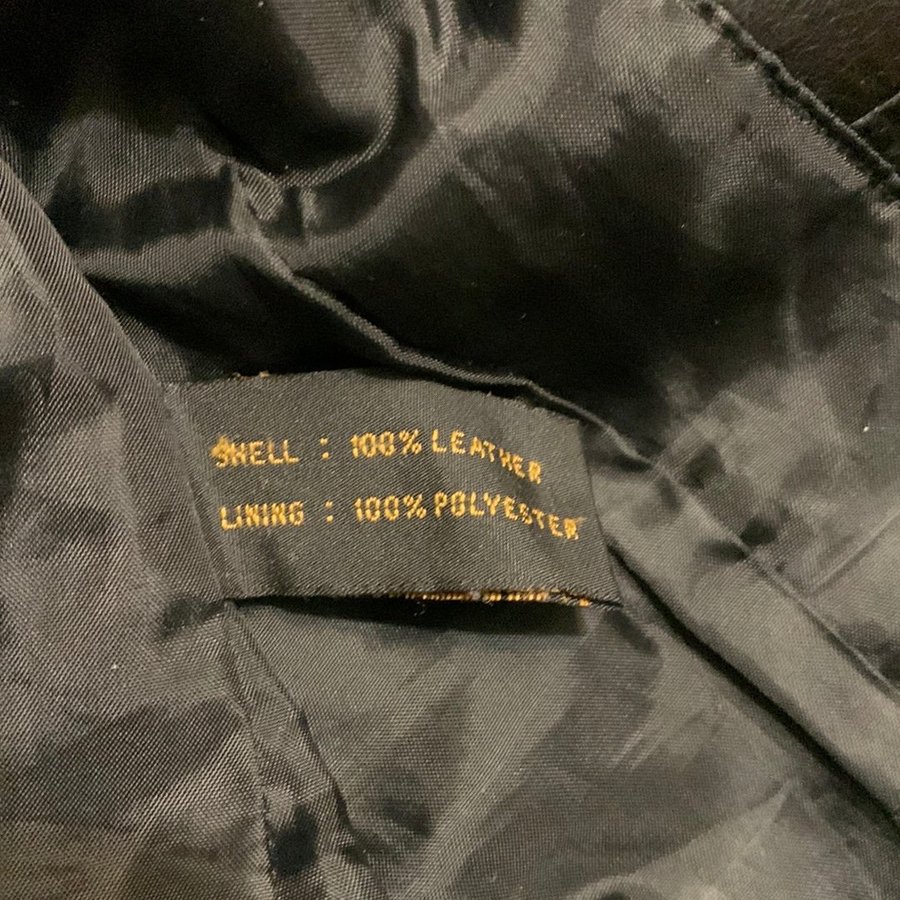 SHELL : 100% LEATHER
LINING : 100% POLYESTER